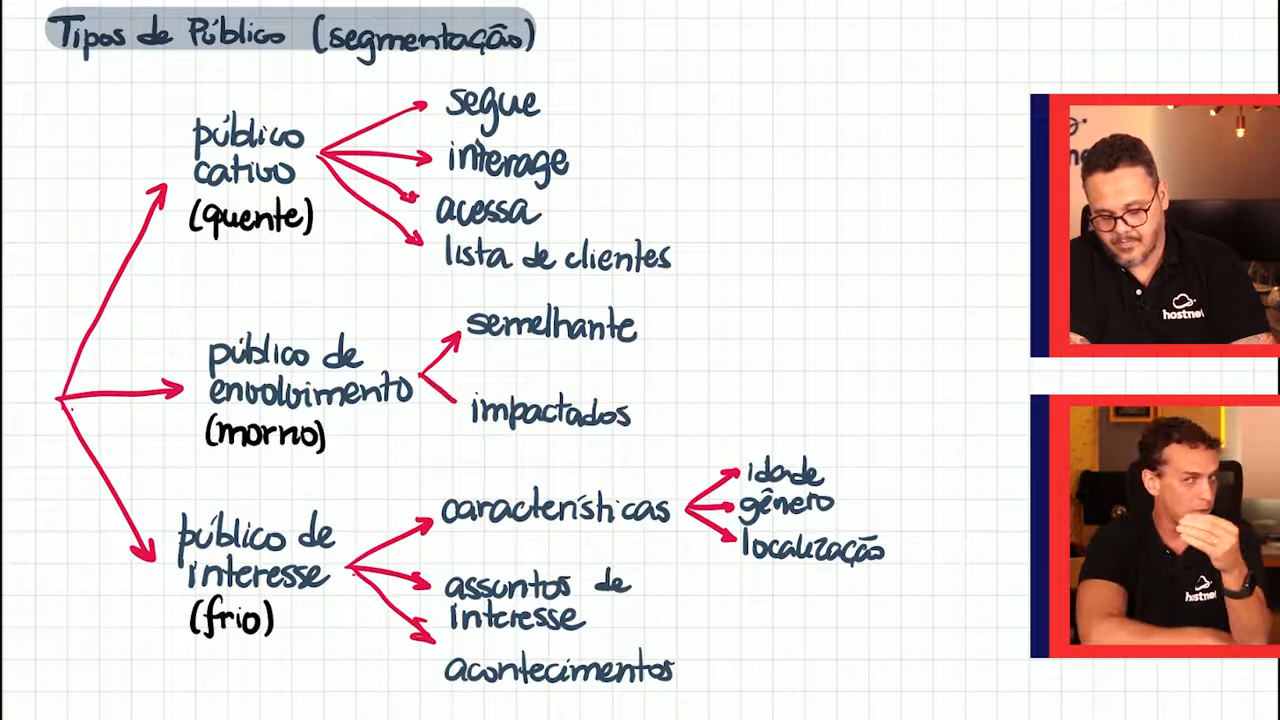 Tipos de Público (segmentação)
público
cativo
(quente)
segue
interage
acessa
lista de clientes
público de
envolvimento
(morno)
semelhante
impactados
público de
interesse
(frio)
características
idade
gênero
localização
assuntos de
interesse
acontecimentos
hostnet
hostnet